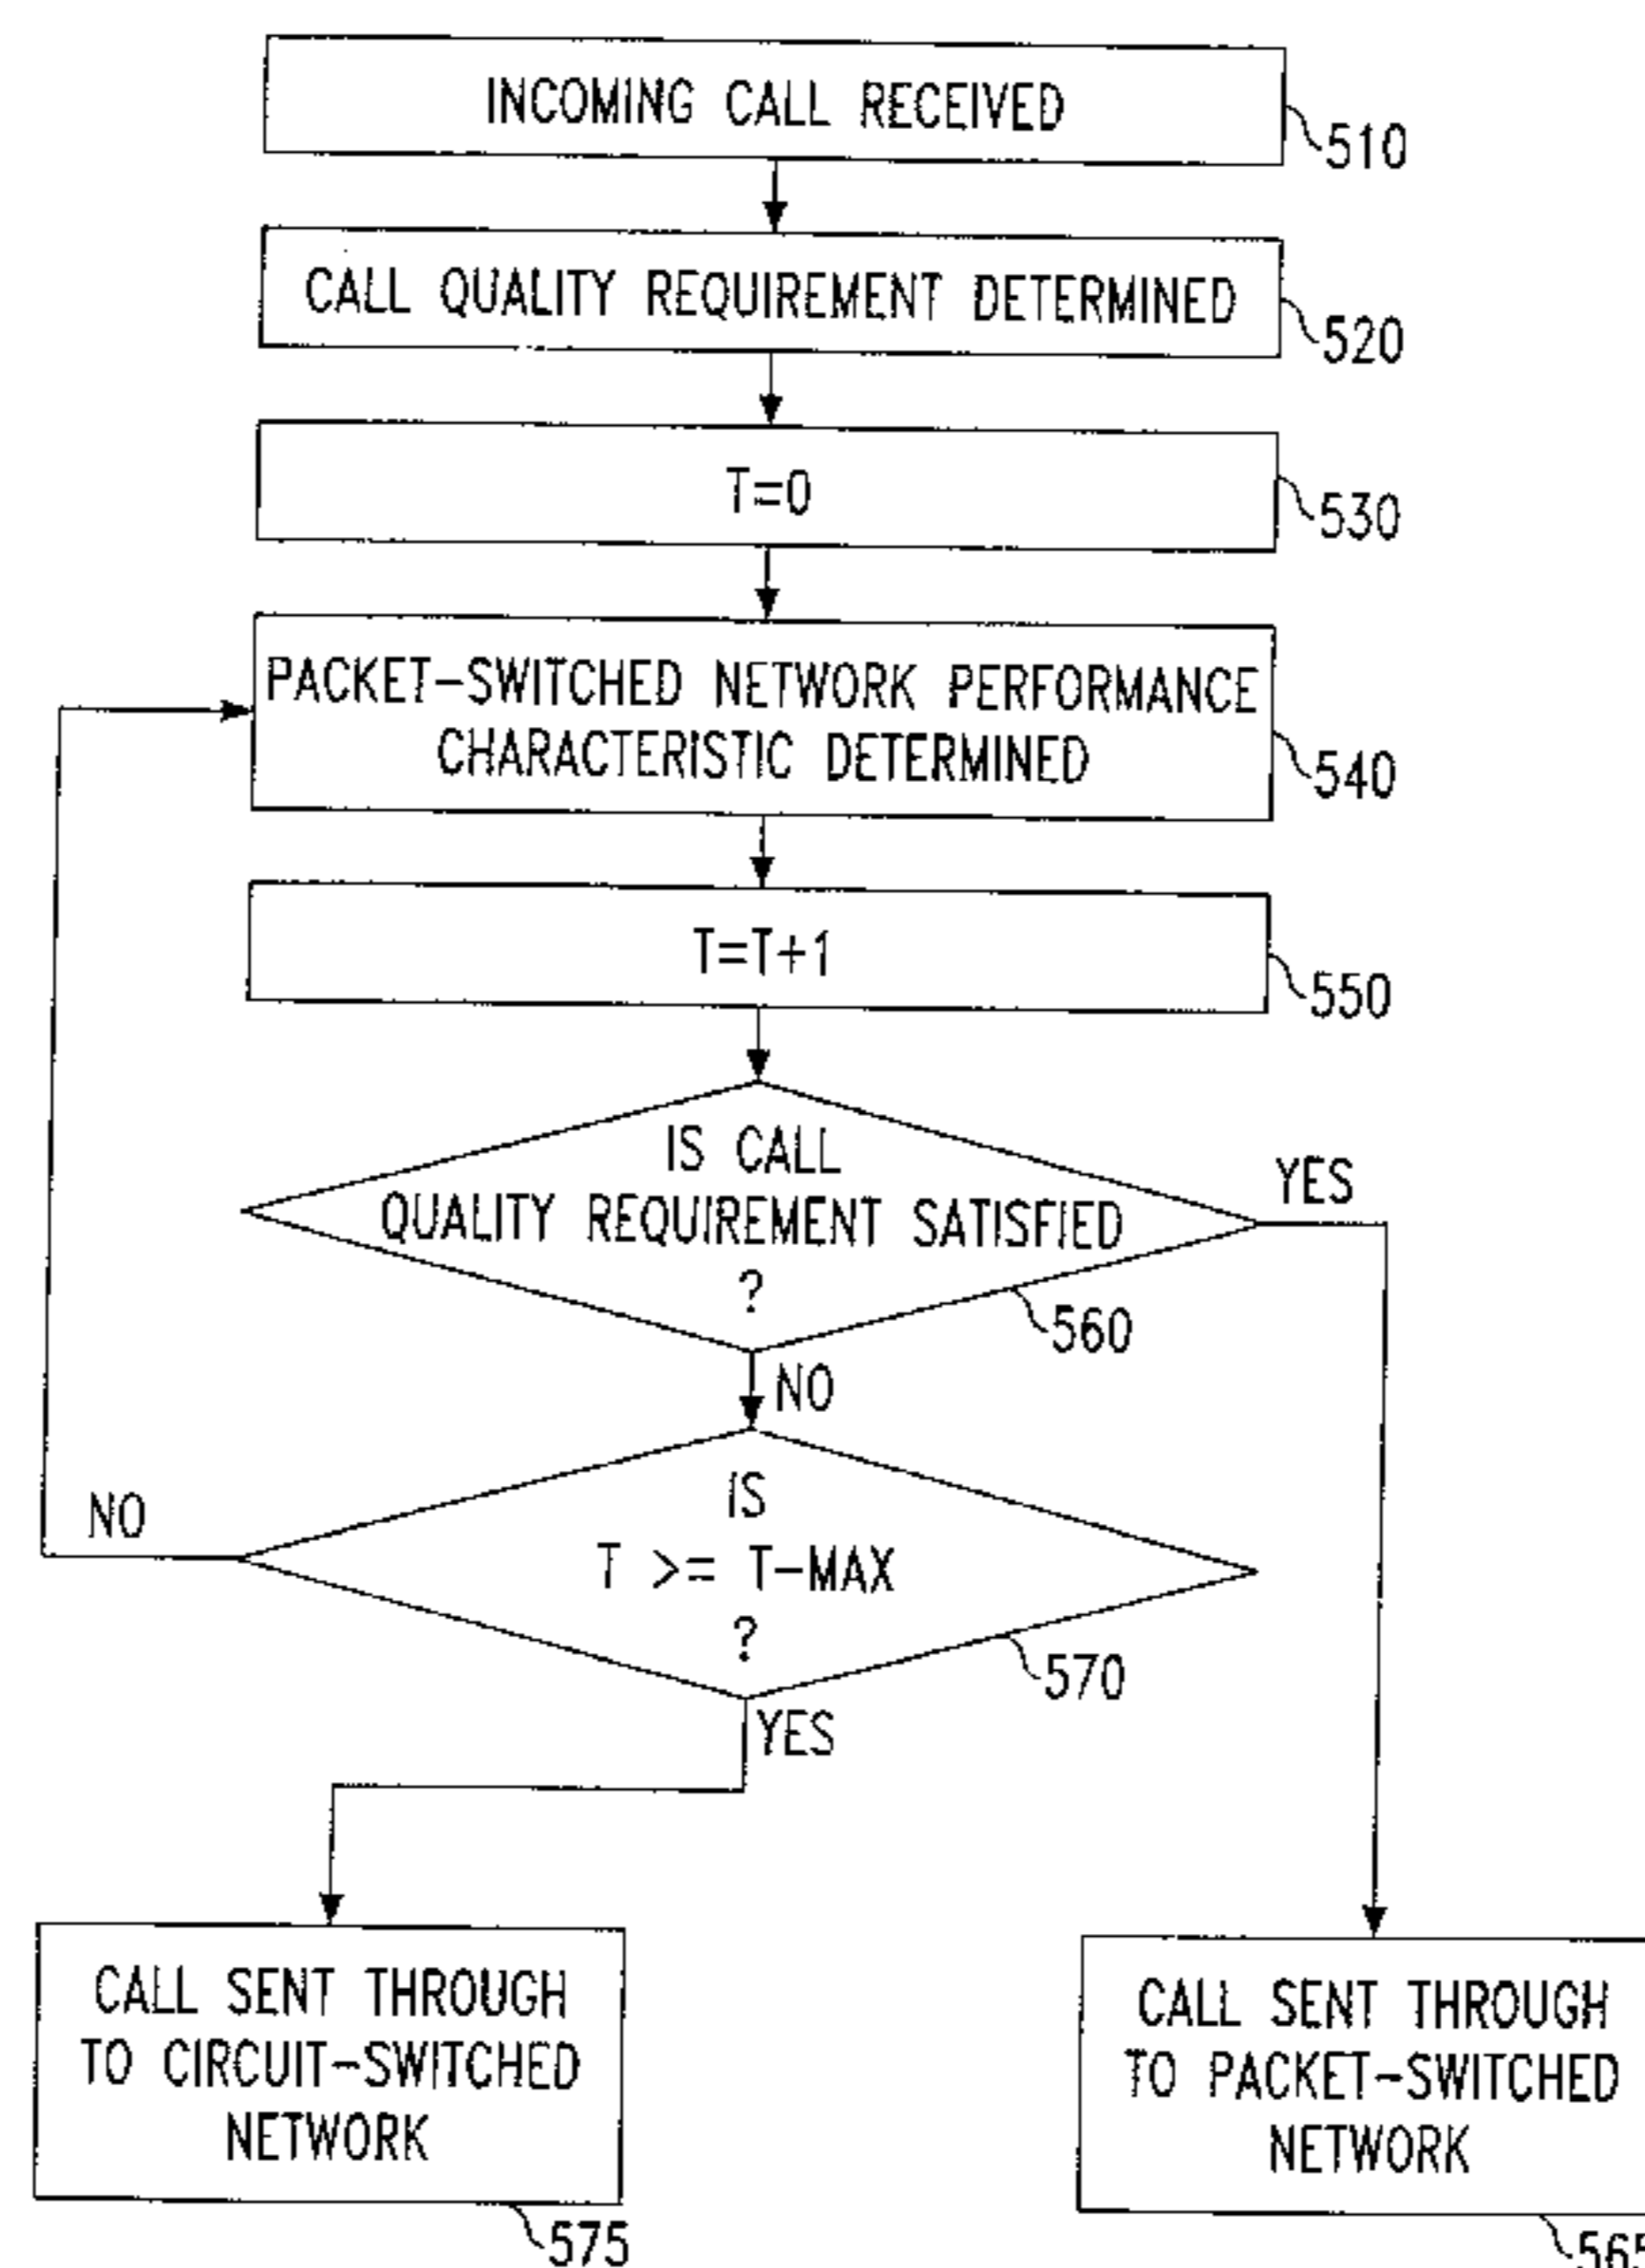 INCOMING CALL RECEIVED
510
CALL QUALITY REQUIREMENT DETERMINED
520
T=0
530
PACKET-SWITCHED NETWORK PERFORMANCE
CHARACTERISTIC DETERMINED
540
T=T+1
550
IS CALL
QUALITY REQUIREMENT SATISFIED
?
YES
560
NO
IS
T >= T-MAX
?
NO
570
YES
CALL SENT THROUGH
TO CIRCUIT-SWITCHED
NETWORK
575
CALL SENT THROUGH
TO PACKET-SWITCHED
NETWORK
565